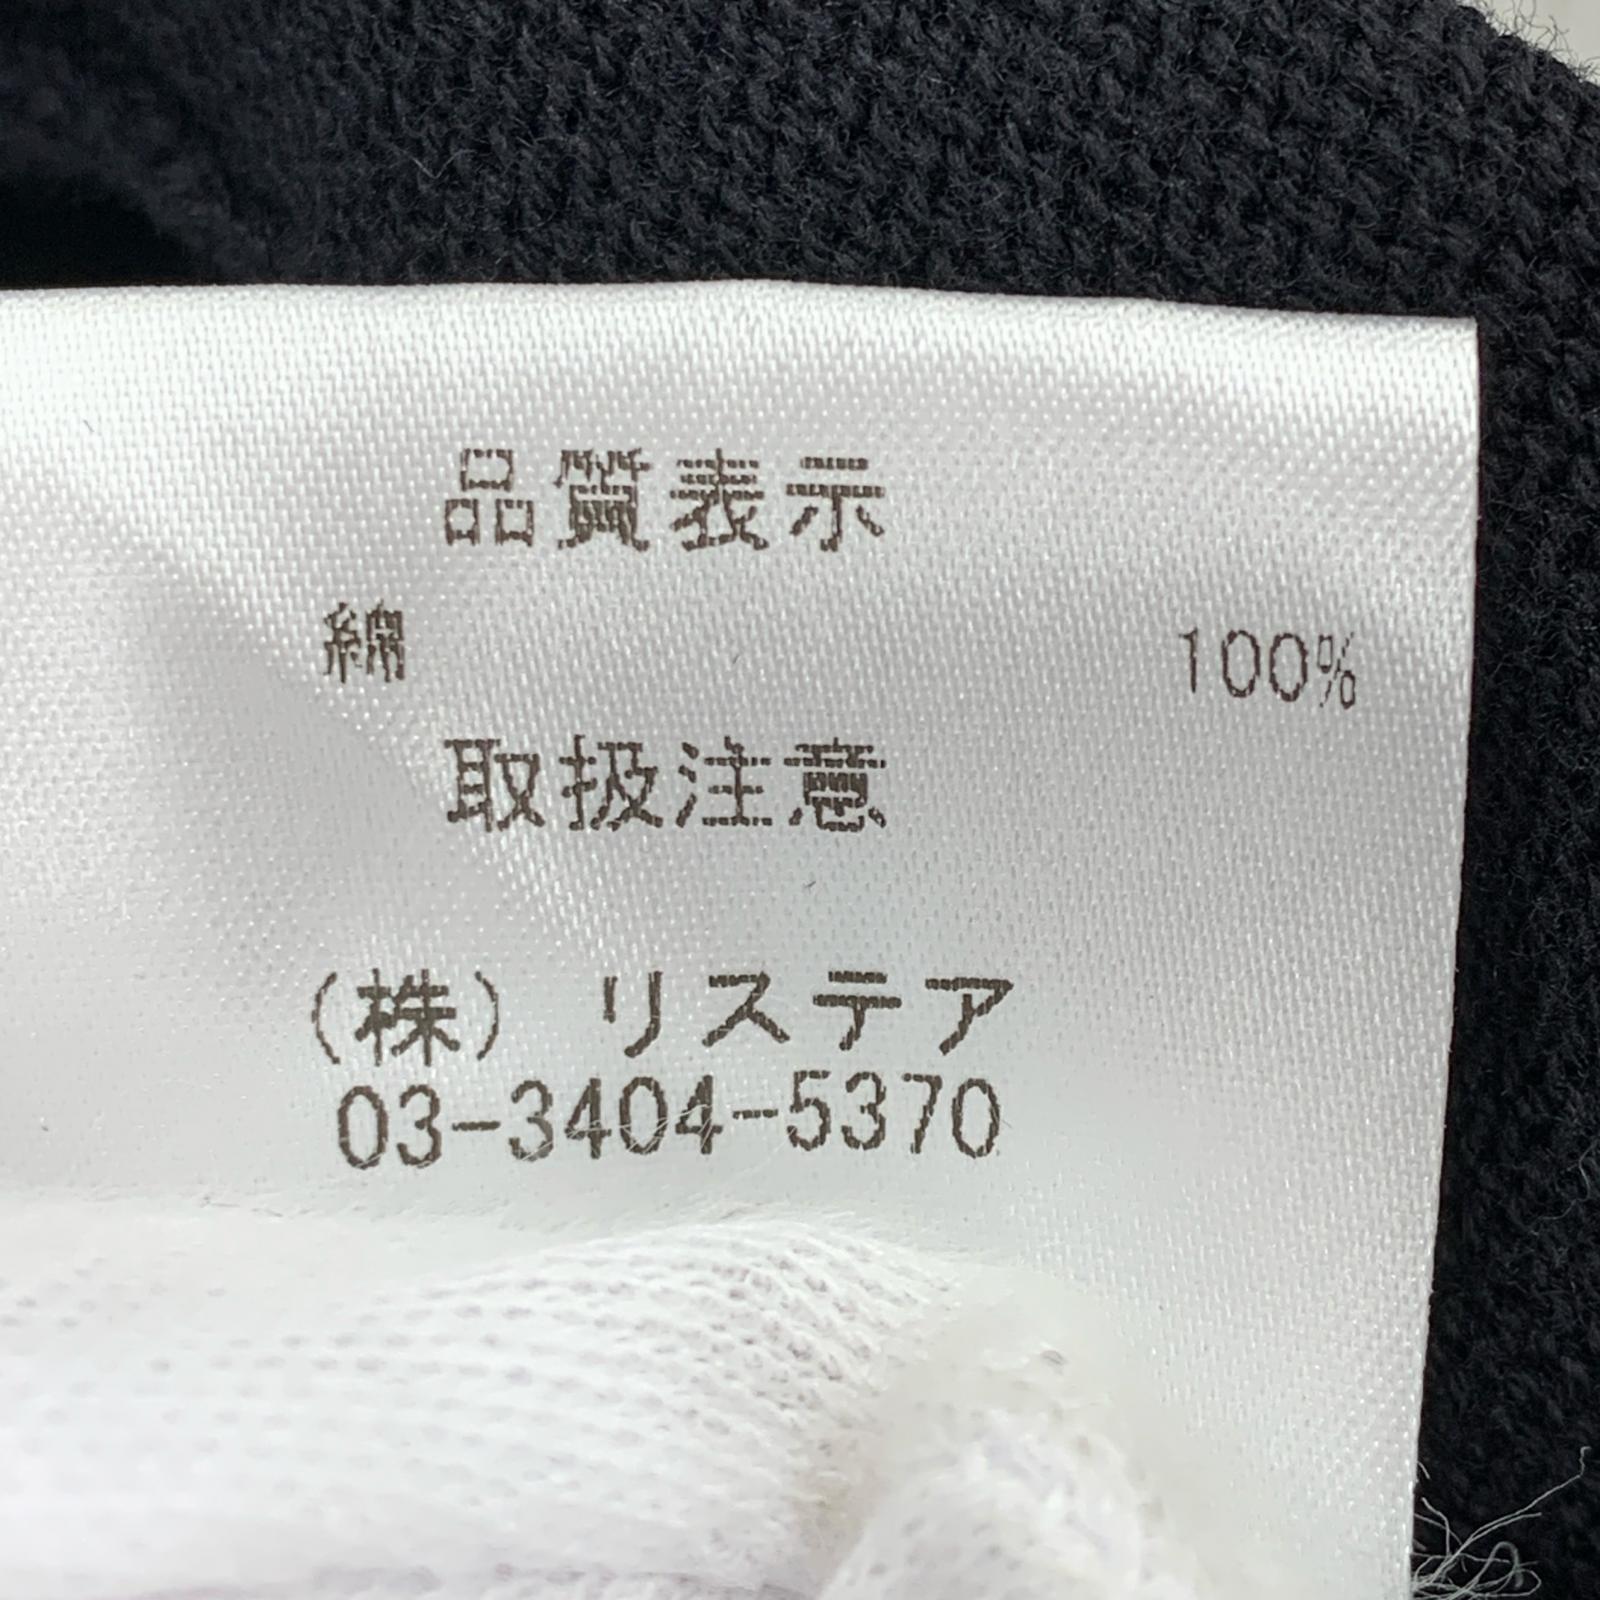 品質表示
綿 100%
取扱注意
(株) リステア
03-3404-5370